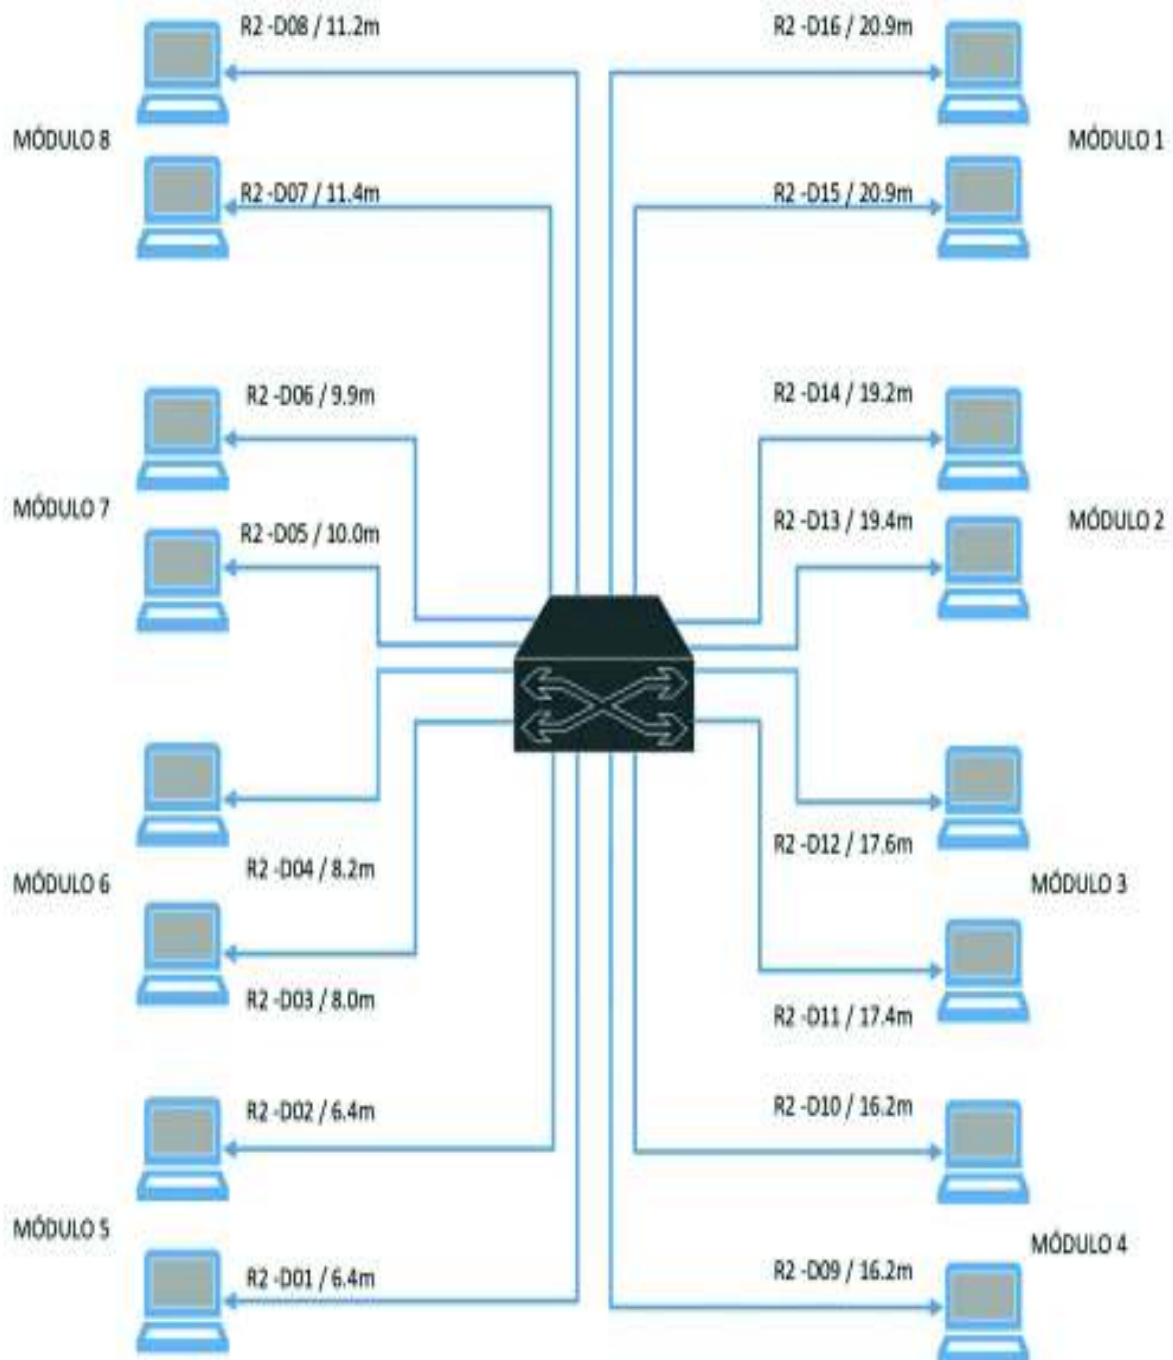 R2 -D08 / 11.2m
R2 -D16 / 20.9m
MÓDULO 8
MÓDULO 1
R2 -D07 / 11.4m
R2 -D15 / 20.9m
R2 -D06 / 9.9m
R2 -D14 / 19.2m
MÓDULO 7
MÓDULO 2
R2 -D05 / 10.0m
R2 -D13 / 19.4m
R2 -D04 / 8.2m
R2 -D12 / 17.6m
MÓDULO 6
MÓDULO 3
R2 -D03 / 8.0m
R2 -D11 / 17.4m
R2 -D02 / 6.4m
R2 -D10 / 16.2m
MÓDULO 5
MÓDULO 4
R2 -D01 / 6.4m
R2 -D09 / 16.2m